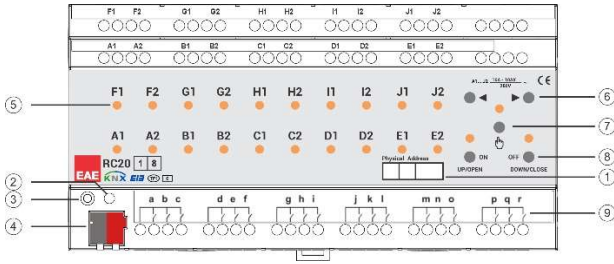 F1 F2 G1 G2 H1 H2 I1 I2 J1 J2
A1 A2 B1 B2 C1 C2 D1 D2 E1 E2
F1 F2 G1 G2 H1 H2 I1 I2 J1 J2
5
6
7
A1 A2 B1 B2 C1 C2 D1 D2 E1 E2
ON OFF
8
UP/OPEN DOWN/CLOSE
EAE RC20 1 8
KNX EIB
Physical Address
1
2
3
a b c d e f g h i j k l m n o p q r
4
9